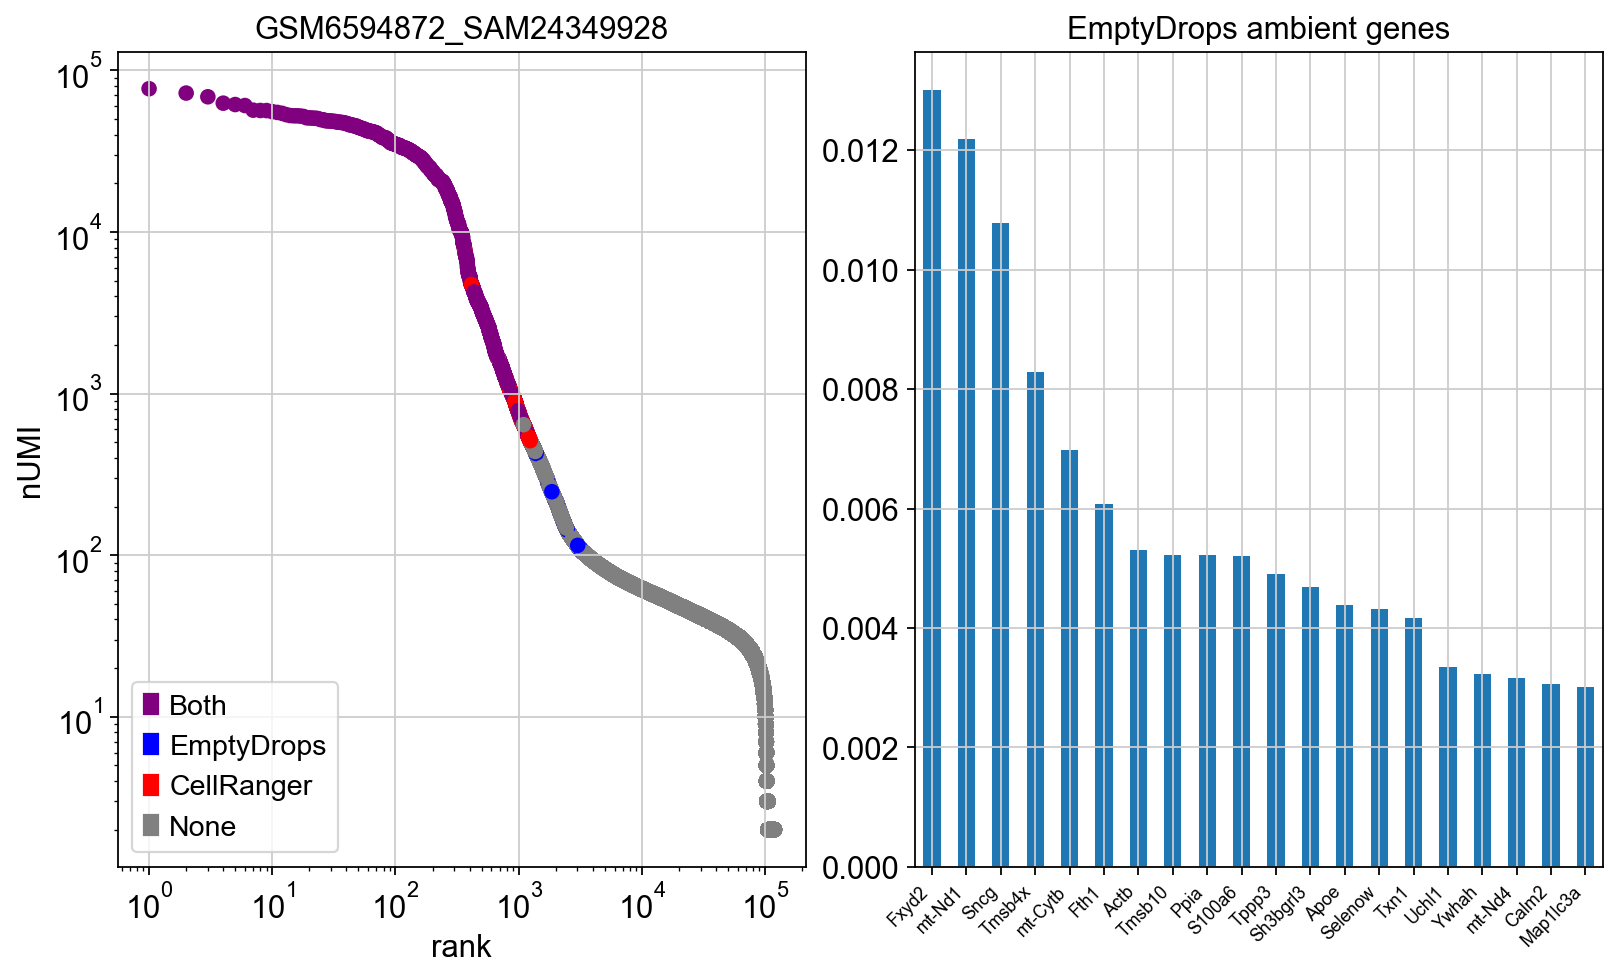 GSM6594872_SAM24349928
10^5
10^4
10^3
10^2
10^1
nUMI
Both
EmptyDrops
CellRanger
None
10^0 10^1 10^2 10^3 10^4 10^5
rank
EmptyDrops ambient genes
0.012
0.010
0.008
0.006
0.004
0.002
0.000
Fxyd2 mt-Nd1 Sncg Tmsb4x mt-Cytb Fth1 Actb Tmsb10 Ppia S100a6 Tppp3 Sh3bgrl3 Apoe Selenow Txn1 Uchl1 Ywhah mt-Nd4 Calm2 Map1lc3a